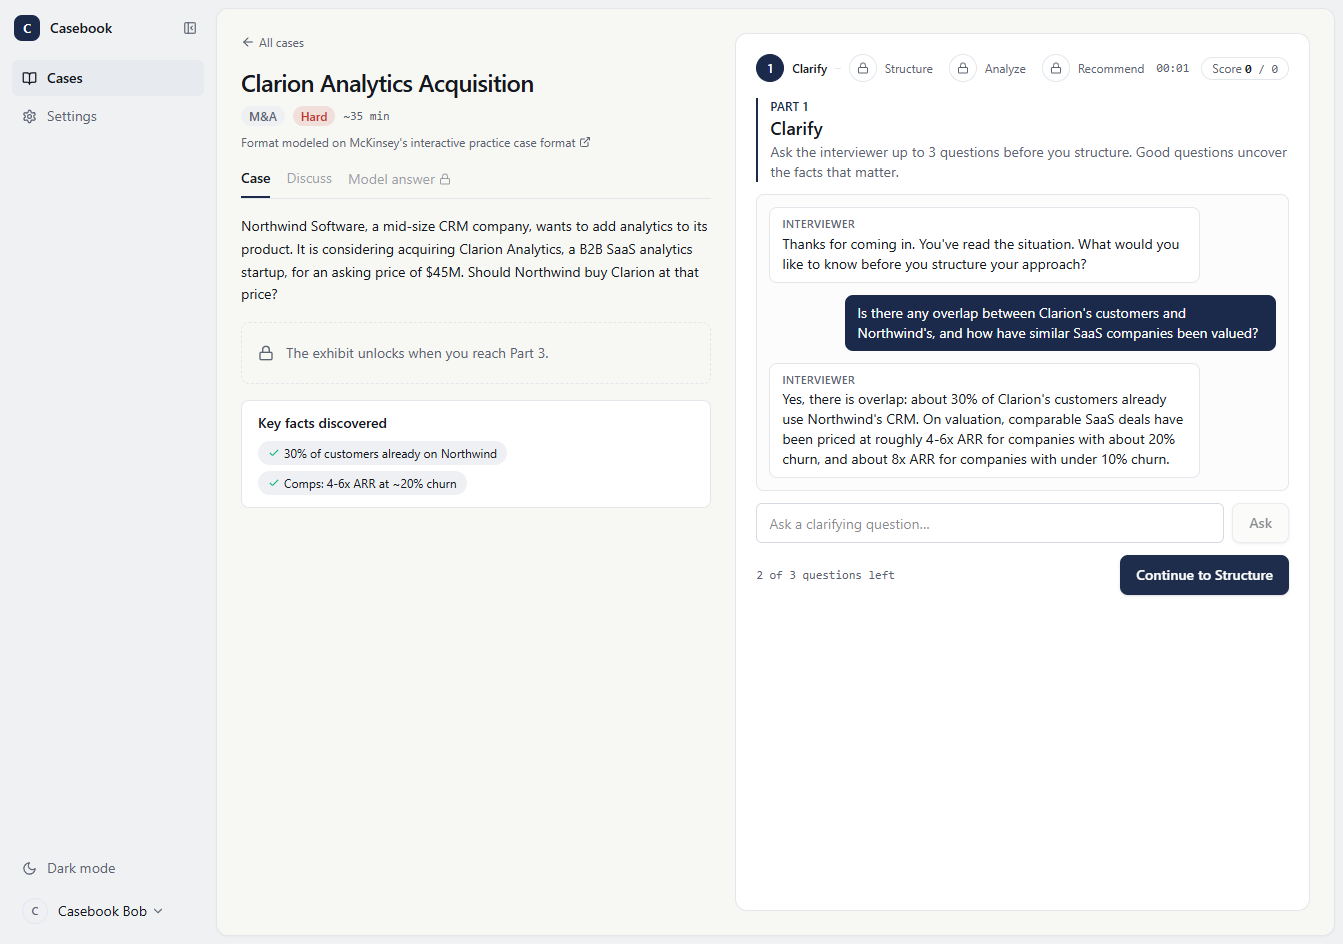 C Casebook
Cases
Settings
Dark mode
C Casebook Bob
← All cases
Clarion Analytics Acquisition
M&A Hard ~35 min
Format modeled on McKinsey's interactive practice case format
Case Discuss Model answer
Northwind Software, a mid-size CRM company, wants to add analytics to its
product. It is considering acquiring Clarion Analytics, a B2B SaaS analytics
startup, for an asking price of $45M. Should Northwind buy Clarion at that
price?
The exhibit unlocks when you reach Part 3.
Key facts discovered
30% of customers already on Northwind
Comps: 4-6x ARR at ~20% churn
1 Clarify Structure Analyze Recommend 00:01 Score 0 / 0
PART 1
Clarify
Ask the interviewer up to 3 questions before you structure. Good questions uncover
the facts that matter.
INTERVIEWER
Thanks for coming in. You've read the situation. What would you
like to know before you structure your approach?
Is there any overlap between Clarion's customers and
Northwind's, and how have similar SaaS companies been valued?
INTERVIEWER
Yes, there is overlap: about 30% of Clarion's customers already
use Northwind's CRM. On valuation, comparable SaaS deals have
been priced at roughly 4-6x ARR for companies with about 20%
churn, and about 8x ARR for companies with under 10% churn.
Ask a clarifying question...
Ask
2 of 3 questions left
Continue to Structure